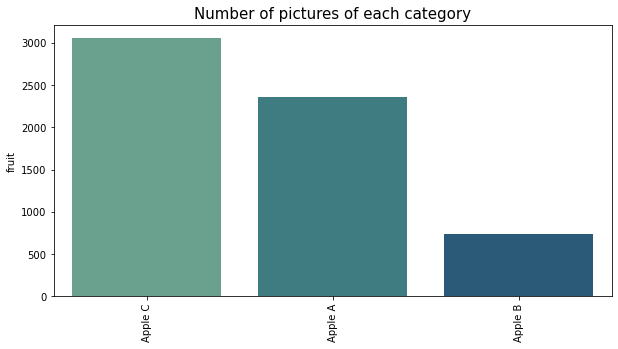 Number of pictures of each category
3000
2500
2000
1500
1000
500
0
fruit
Apple C
Apple A
Apple B